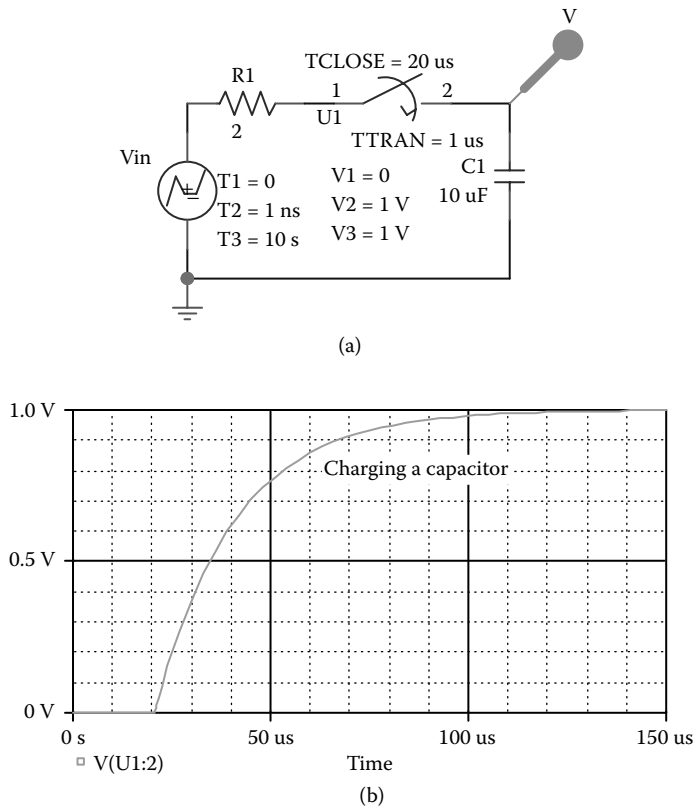 V
TCLOSE = 20 us
R1
1
2
U1
2
TTRAN = 1 us
Vin
C1
10 uF
+
−
T1 = 0
T2 = 1 ns
T3 = 10 s
V1 = 0
V2 = 1 V
V3 = 1 V
(a)
1.0 V
Charging a capacitor
0.5 V
0 V
0 s
50 us
100 us
150 us
V(U1:2)
Time
(b)